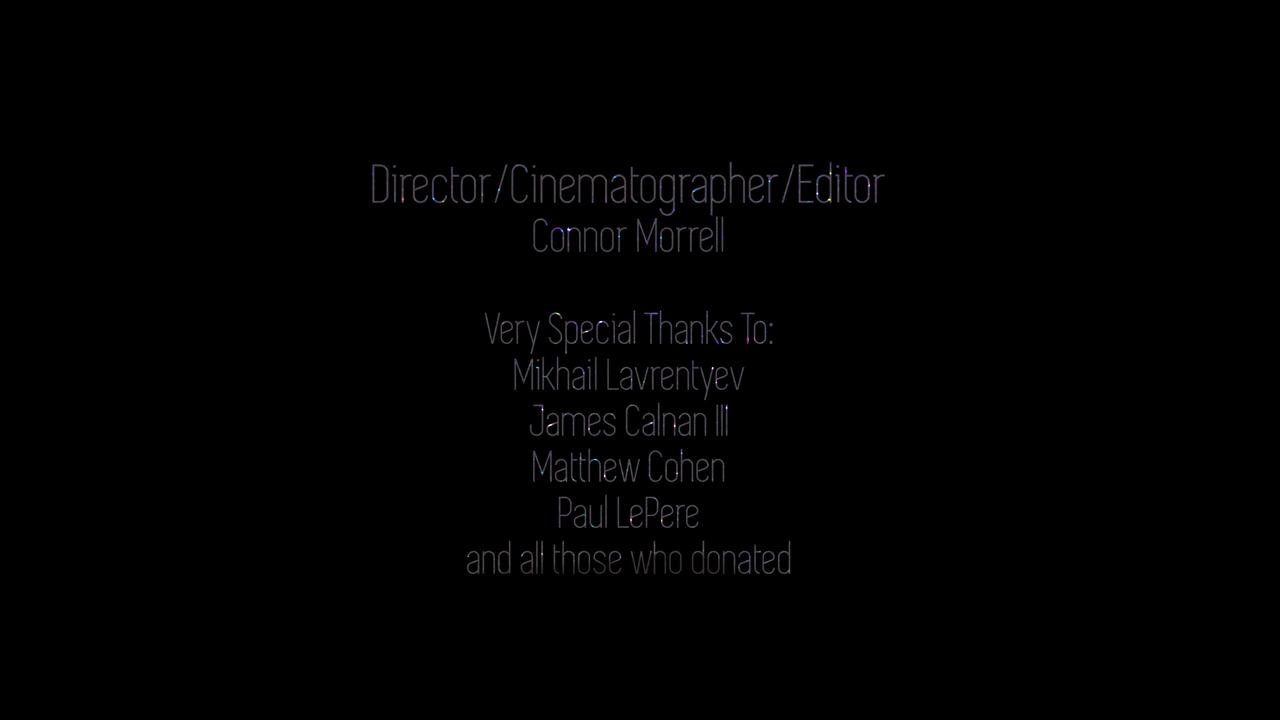 Director/Cinematographer/Editor
Connor Morrell
Very Special Thanks To:
Mikhail Lavrentyev
James Calnan III
Matthew Cohen
Paul LePere
and all those who donated